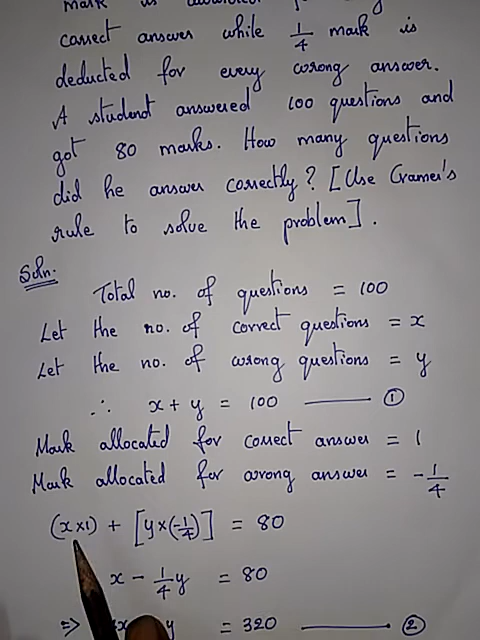 mark is
correct answer while 1/4 mark is
deducted for every wrong answer.
A student answered 100 questions and
got 80 marks. How many questions
did he answer correctly? [Use Cramer's
rule to solve the problem].
Soln.
Total no. of questions = 100
Let the no. of correct questions = x
Let the no. of wrong questions = y
∴ x + y = 100 ——— ①
Mark allocated for correct answer = 1
Mark allocated for wrong answer = -1/4
(x×1) + [y×(-1/4)] = 80
x - 1/4 y = 80
⇒ x y = 320 ——— ②